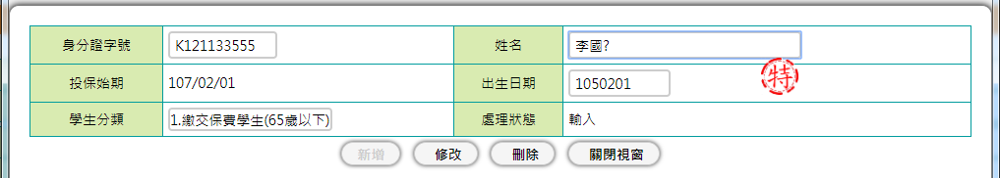 身分證字號 K121133555 姓名 李國?
投保始期 107/02/01 出生日期 1050201
特
學生分類 1.繳交保費學生(65歲以下) 處理狀態 輸入
新增 修改 刪除 關閉視窗